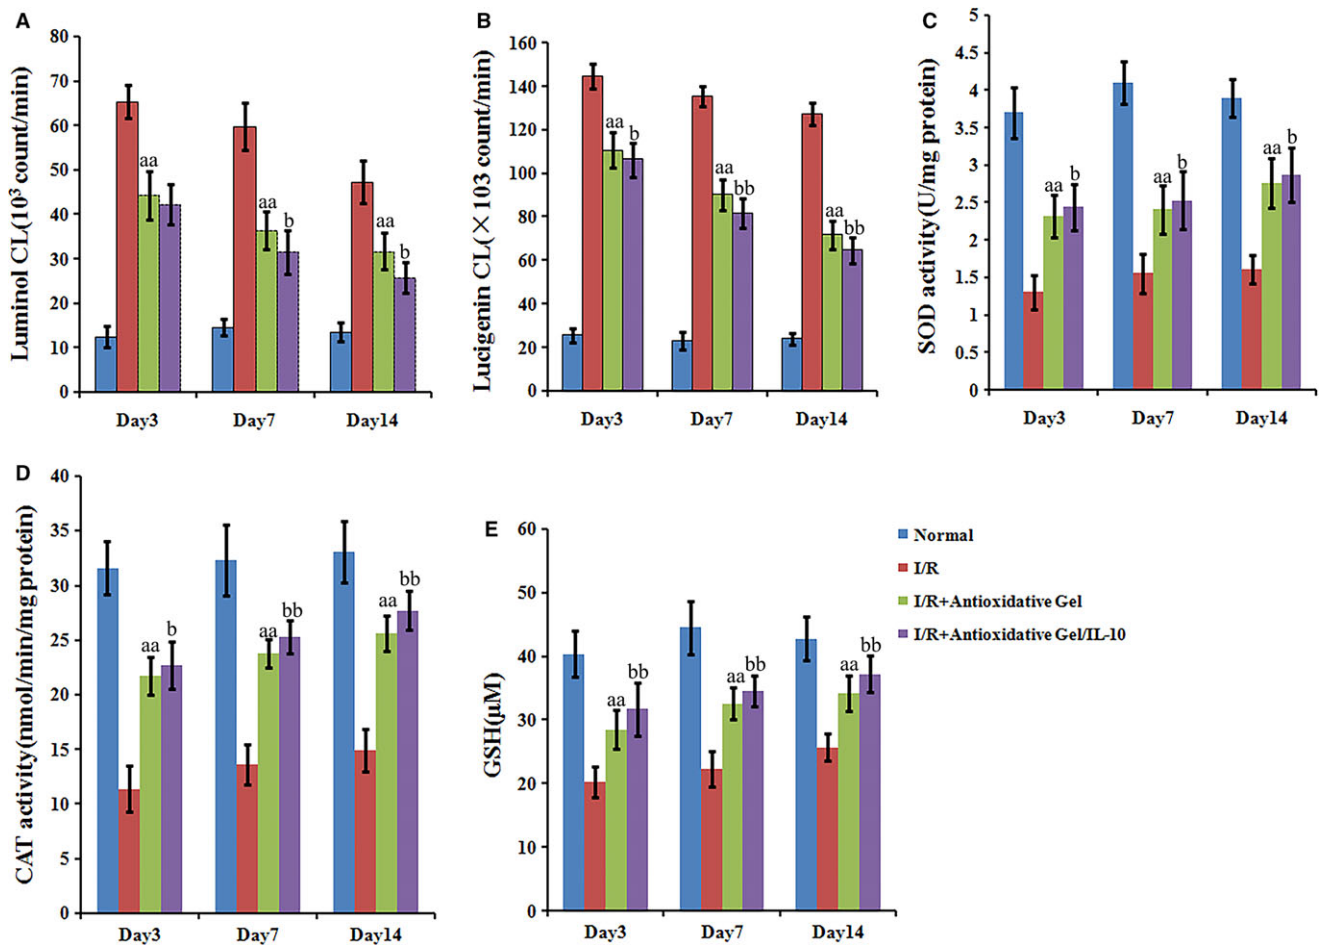 A
Luminol CL(10³ count/min)
80
70
60
50
40
30
20
10
0
aa
aa
b
aa
b
Day3 Day7 Day14
B
Lucigenin CL(×103 count/min)
160
140
120
100
80
60
40
20
0
aa
b
aa
bb
aa
bb
Day3 Day7 Day14
C
SOD activity(U/mg protein)
5
4.5
4
3.5
3
2.5
2
1.5
1
0.5
0
aa
b
aa
b
aa
b
Day3 Day7 Day14
D
CAT activity(nmol/min/mg protein)
40
35
30
25
20
15
10
5
0
aa
b
aa
bb
aa
bb
Day3 Day7 Day14
E
GSH(μM)
60
50
40
30
20
10
0
aa
bb
aa
bb
aa
bb
Day3 Day7 Day14
Normal
I/R
I/R+Antioxidative Gel
I/R+Antioxidative Gel/IL-10